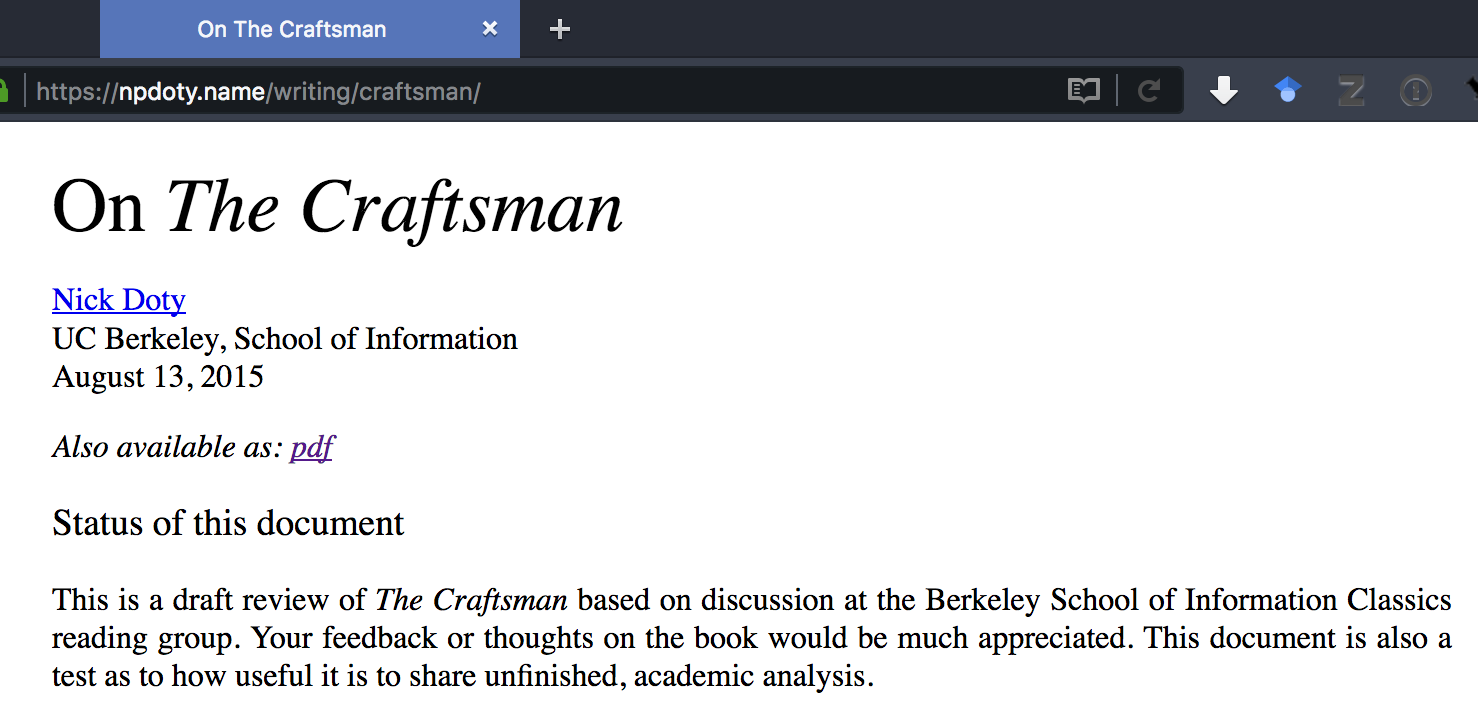 On The Craftsman
https://npdoty.name/writing/craftsman/
On The Craftsman
Nick Doty
UC Berkeley, School of Information
August 13, 2015
Also available as: pdf
Status of this document
This is a draft review of The Craftsman based on discussion at the Berkeley School of Information Classics
reading group. Your feedback or thoughts on the book would be much appreciated. This document is also a
test as to how useful it is to share unfinished, academic analysis.